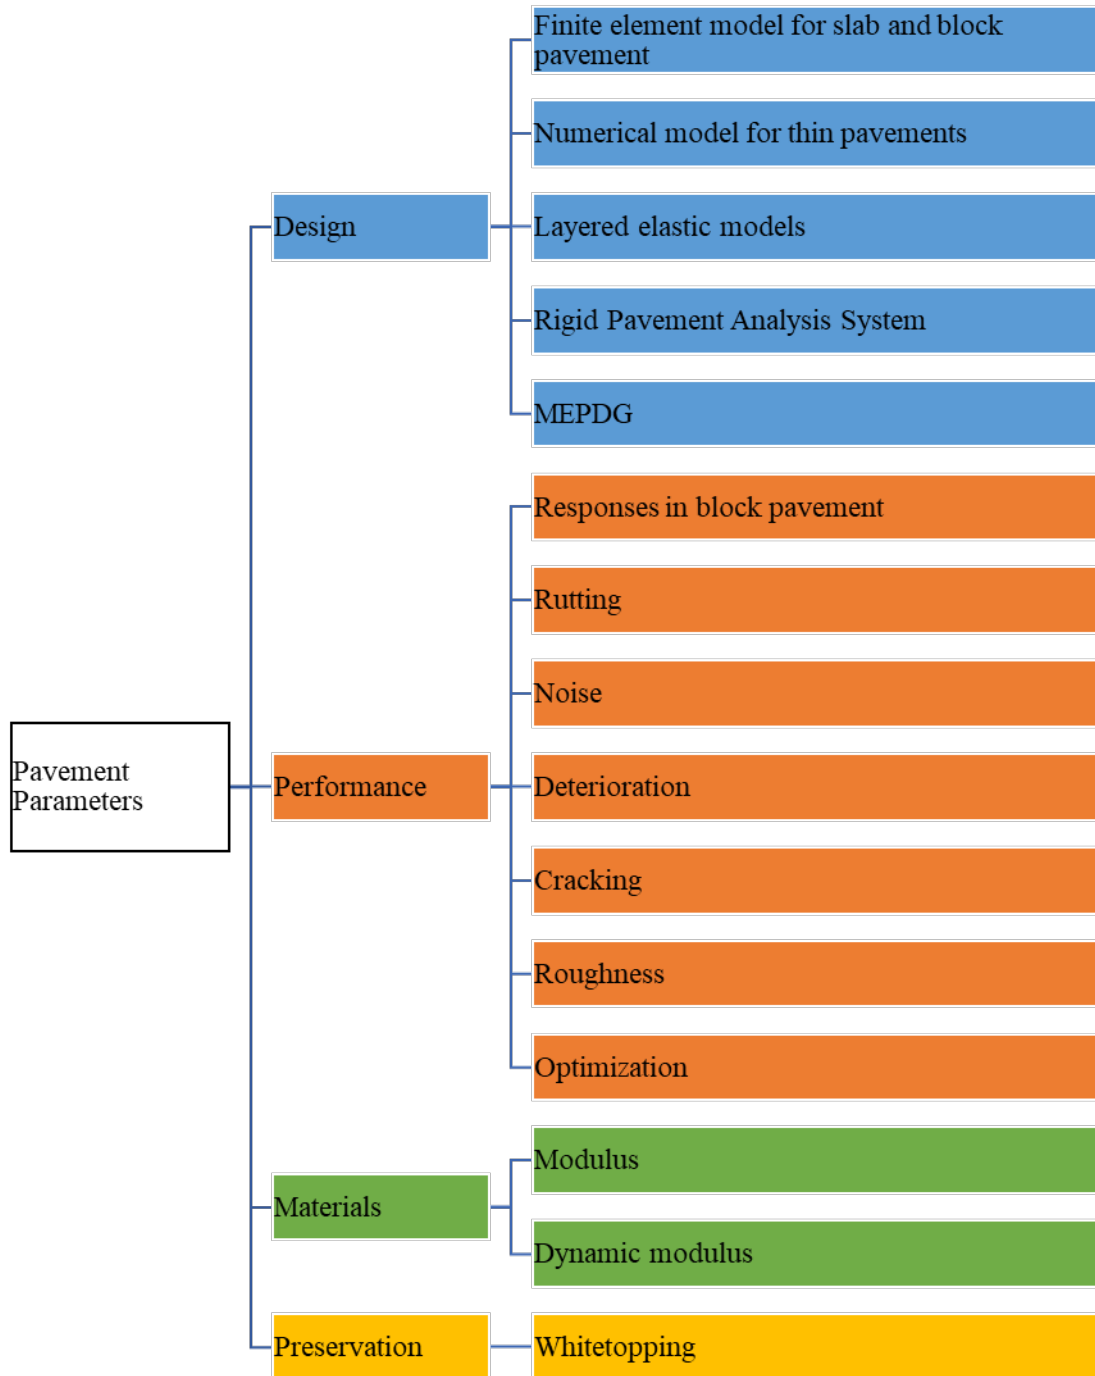 Finite element model for slab and block
pavement
Numerical model for thin pavements
Design
Layered elastic models
Rigid Pavement Analysis System
MEPDG
Responses in block pavement
Rutting
Noise
Pavement
Parameters
Performance
Deterioration
Cracking
Roughness
Optimization
Modulus
Materials
Dynamic modulus
Preservation
Whitetopping